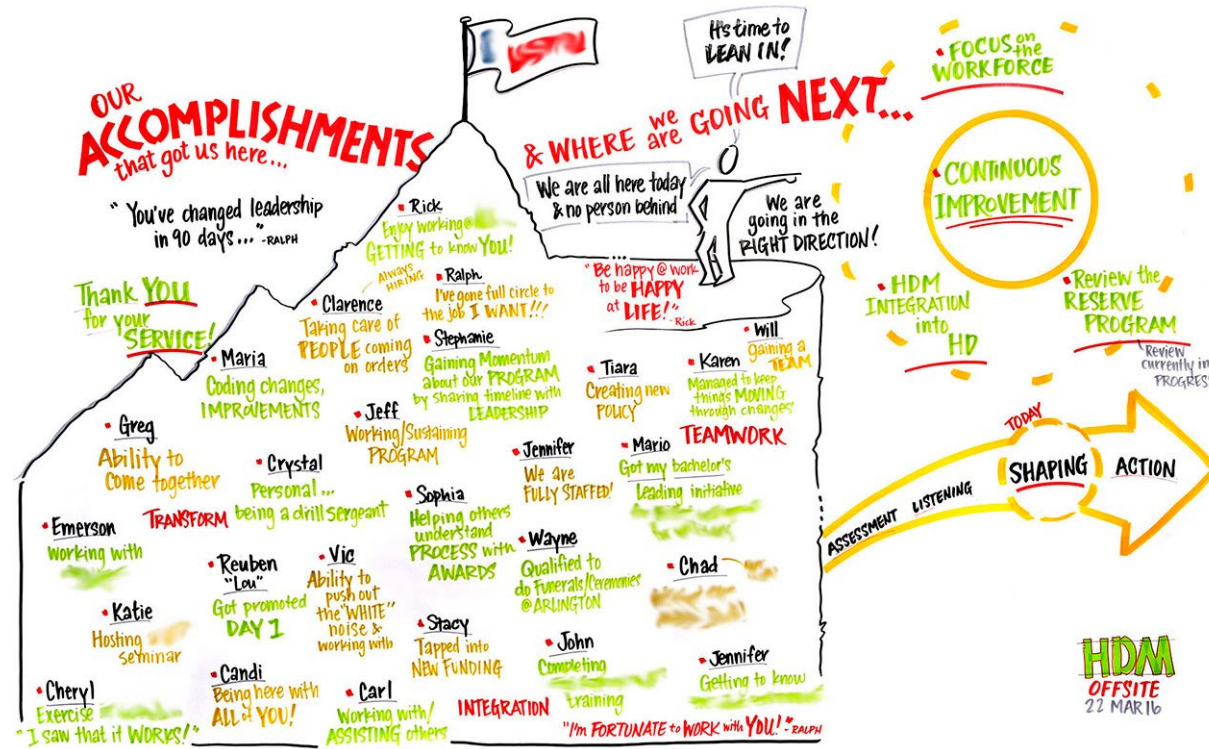 OUR
ACCOMPLISHMENTS
that got us here...
"You've changed leadership
in 90 days..." -RALPH
Thank YOU
for your
SERVICE!
It's time to
LEAN IN!
& WHERE we are GOING NEXT...
We are all here today
& no person behind
We are
going in the
RIGHT DIRECTION!
"Be happy @ work
to be HAPPY
at LIFE!"
- Rick
Rick
Enjoy working @
GETTING to know YOU!
ALWAYS
HIRING
Clarence
Taking care of
PEOPLE coming
on orders
Ralph
I've gone full circle to
the job I WANT!!!
Stephanie
Gaining Momentum
about our PROGRAM
by sharing timeline with
LEADERSHIP
Maria
Coding changes,
IMPROVEMENTS
Jeff
Working/Sustaining
PROGRAM
Tiara
Creating new
POLICY
Karen
Managed to keep
things MOVING
through changes
Will
gaining a
TEAM
TEAMWORK
Greg
Ability to
come together
Crystal
Personal...
being a drill sergeant
TRANSFORM
Jennifer
We are
FULLY STAFFED!
Mario
Got my bachelor's
Leading initiative
Emerson
Working with
Sophia
Helping others
understand
PROCESS with
AWARDS
Reuben
"Lou"
Got promoted
DAY 1
Vic
Ability to
push out
the "WHITE"
noise &
working with
Wayne
Qualified to
do Funerals/Ceremonies
@ARLINGTON
Chad
Katie
Hosting
seminar
Stacy
Tapped into
NEW FUNDING
John
Completing
training
Jennifer
Getting to know
Cheryl
Exercise
"I saw that it WORKS!"
Candi
Being here with
ALL of YOU!
Carl
Working with/
ASSISTING others
INTEGRATION
"I'm FORTUNATE to WORK with YOU!" - RALPH
FOCUS on the
WORKFORCE
CONTINUOUS
IMPROVEMENT
HDM
INTEGRATION
into
HD
Review the
RESERVE
PROGRAM
Review
currently in
PROGRESS
ASSESSMENT LISTENING
TODAY
SHAPING
ACTION
HDM
OFFSITE
22 MAR 16